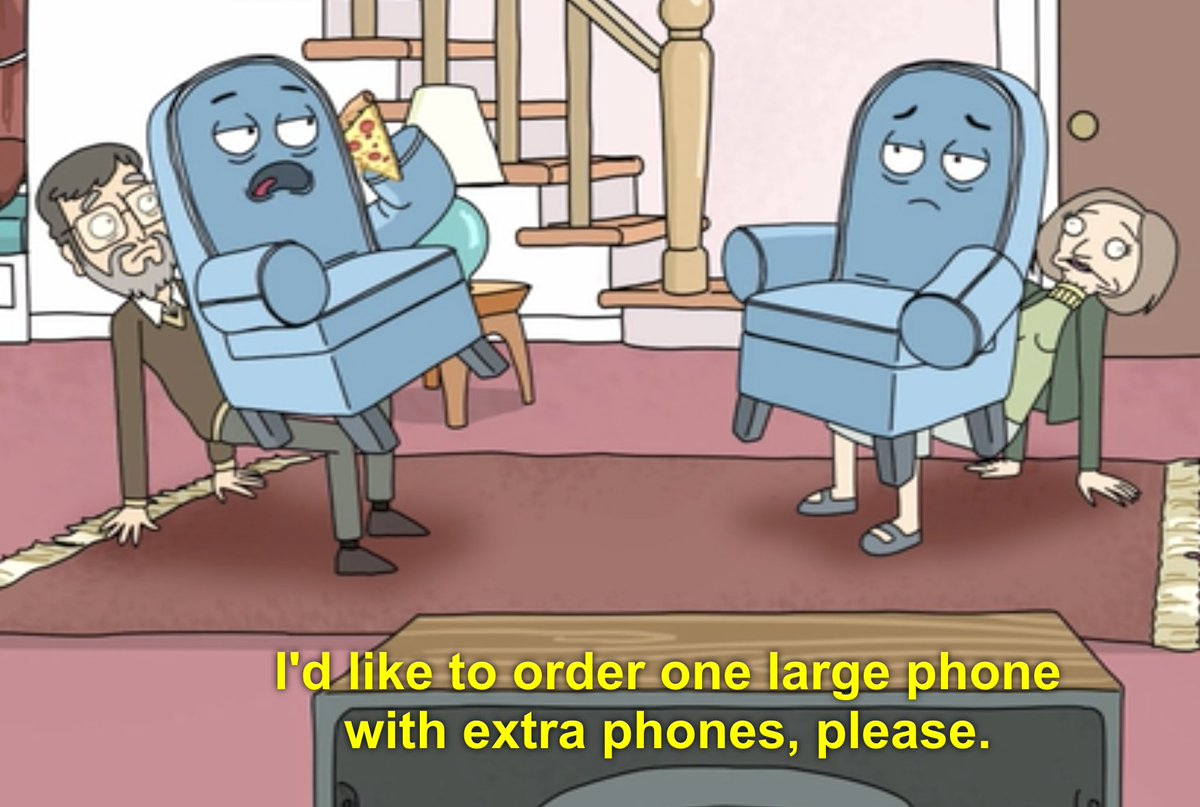 I'd like to order one large phone
with extra phones, please.